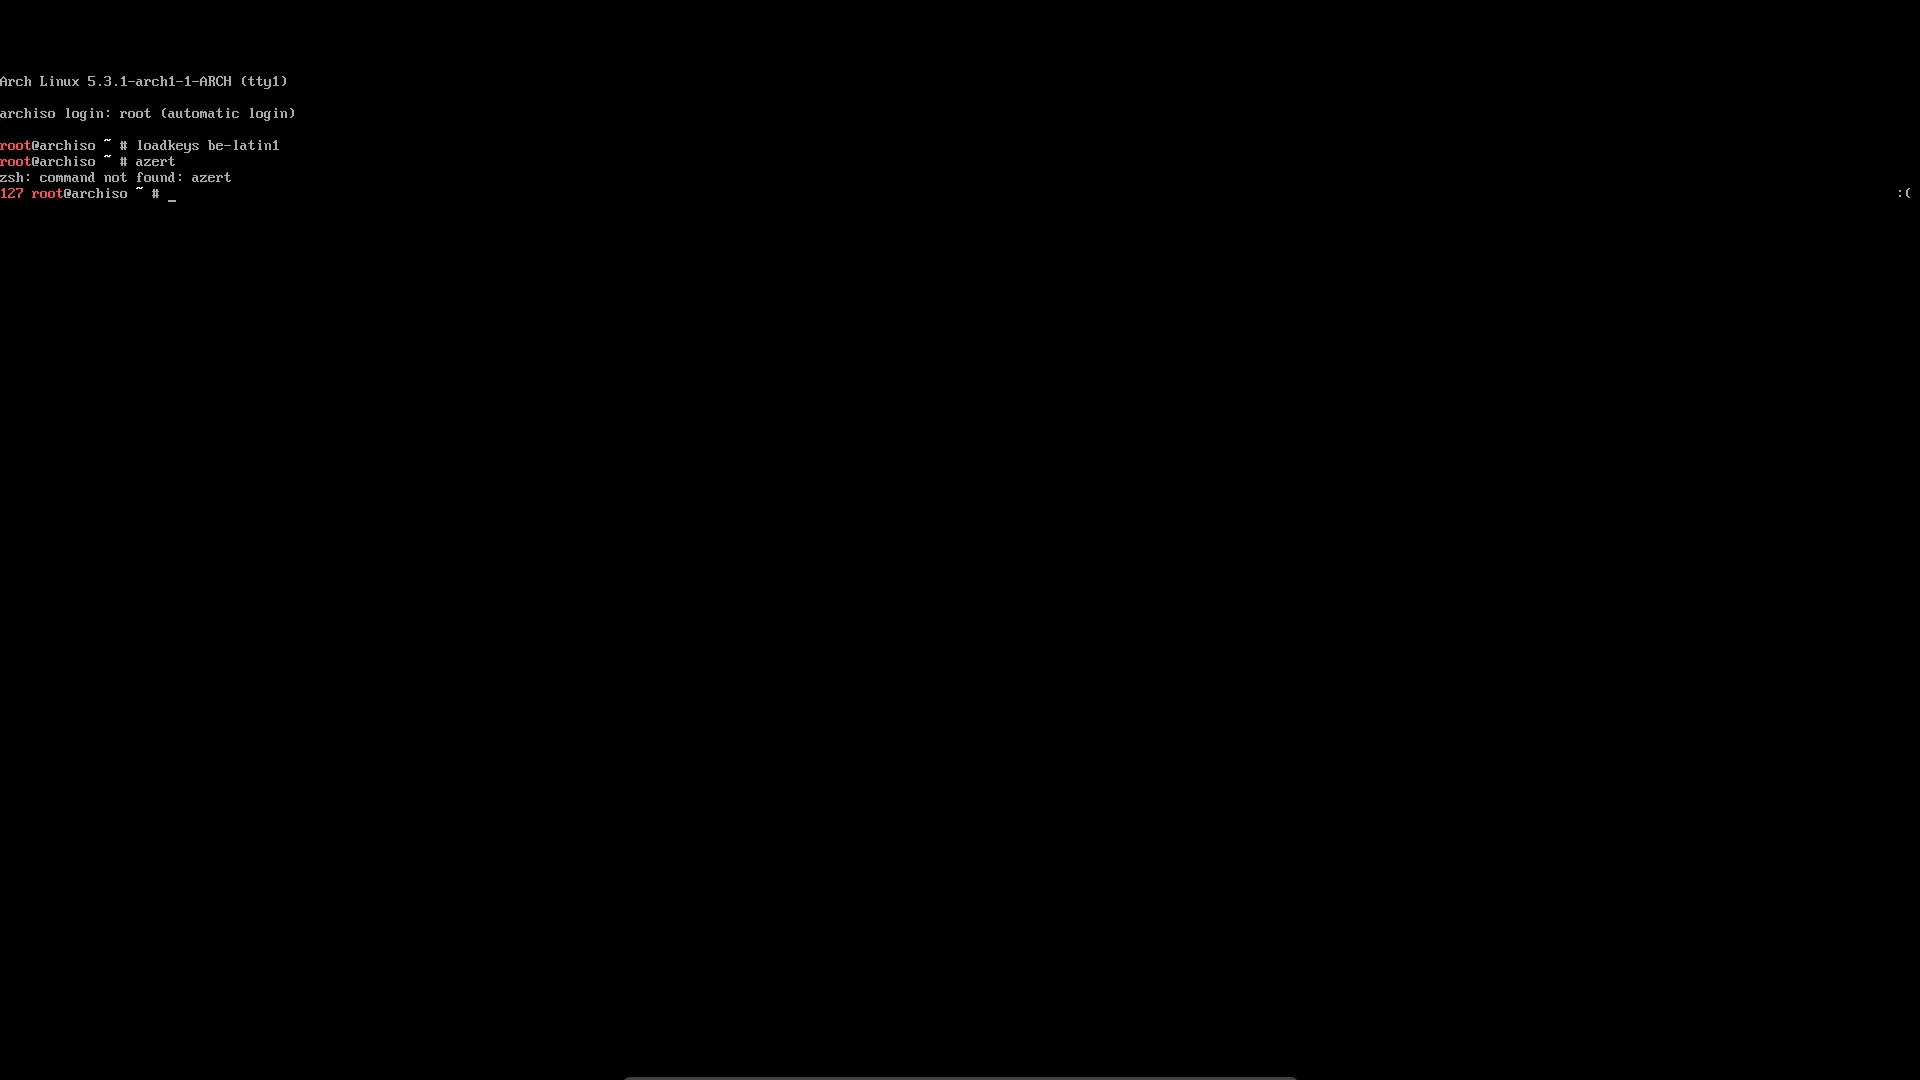 Arch Linux 5.3.1-arch1-1-ARCH (tty1)
archiso login: root (automatic login)
root@archiso ~ # loadkeys be-latin1
root@archiso ~ # azert
zsh: command not found: azert
127 root@archiso ~ # _ :(